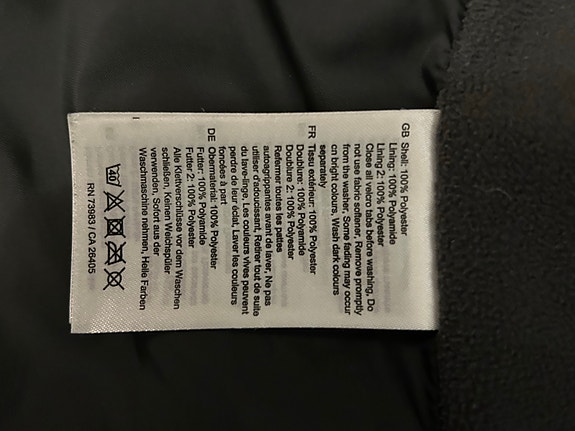 GB Shell: 100% Polyester
Lining: 100% Polyamide
Lining 2: 100% Polyester
Close all velcro tabs before washing, Do
not use fabric softener. Remove promptly
from the washer, Some fading may occur
on bright colours, Wash dark colours
separately
FR Tissu extérieur: 100% Polyester
Doublure: 100% Polyamide
Doublure 2: 100% Polyester
Refermer toutes les pattes
autoagrippantes avant de laver, Ne pas
utiliser d'adoucissant, Retirer tout de suite
du lave-linge, Les couleurs vives peuvent
perdre de leur éclat, Laver les couleurs
foncées à part
DE Obermaterial: 100% Polyester
Futter: 100% Polyamide
Futter 2: 100% Polyester
Alle Klettverschlüsse vor dem Waschen
schließen, Keinen Weichspüler
verwenden, Sofort aus der
Waschmaschine nehmen, Helle Farben
40
RN 73983 / CA 26405